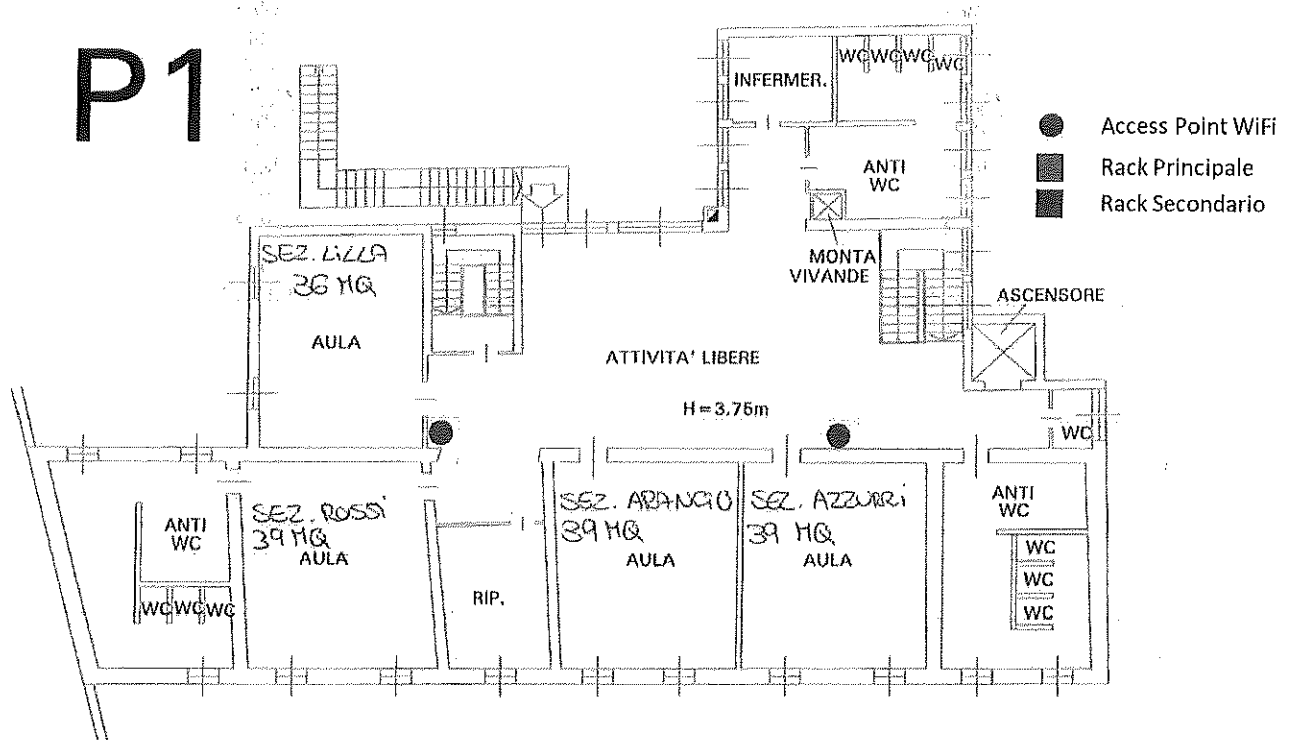 P1
INFERMER.
WC WC WC WC
Access Point WiFi
Rack Principale
Rack Secondario
ANTI
WC
MONTA
VIVANDE
ASCENSORE
SEZ. LILLA
36 MQ
AULA
ATTIVITA' LIBERE
H = 3.75m
WC
ANTI
WC
WC WC WC
SEZ. ROSSI
39 MQ
AULA
RIP.
SEZ. ARANCIO
39 MQ
AULA
SEZ. AZZURRI
39 MQ
AULA
ANTI
WC
WC
WC
WC